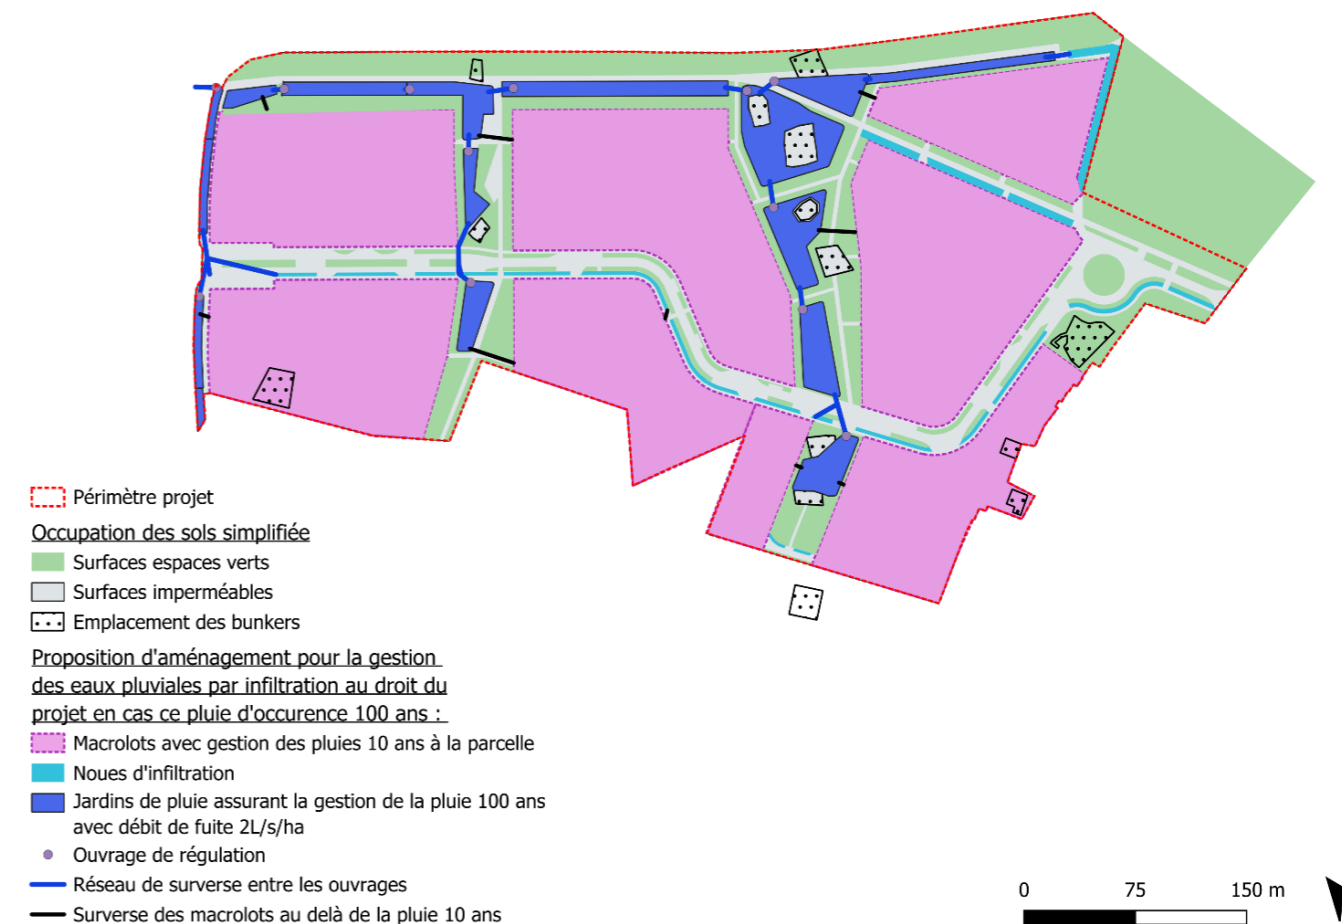 Périmètre projet
Occupation des sols simplifiée
Surfaces espaces verts
Surfaces imperméables
Emplacement des bunkers
Proposition d'aménagement pour la gestion
des eaux pluviales par infiltration au droit du
projet en cas ce pluie d'occurence 100 ans :
Macrolots avec gestion des pluies 10 ans à la parcelle
Noues d'infiltration
Jardins de pluie assurant la gestion de la pluie 100 ans
avec débit de fuite 2L/s/ha
Ouvrage de régulation
Réseau de surverse entre les ouvrages
Surverse des macrolots au delà de la pluie 10 ans
0 75 150 m